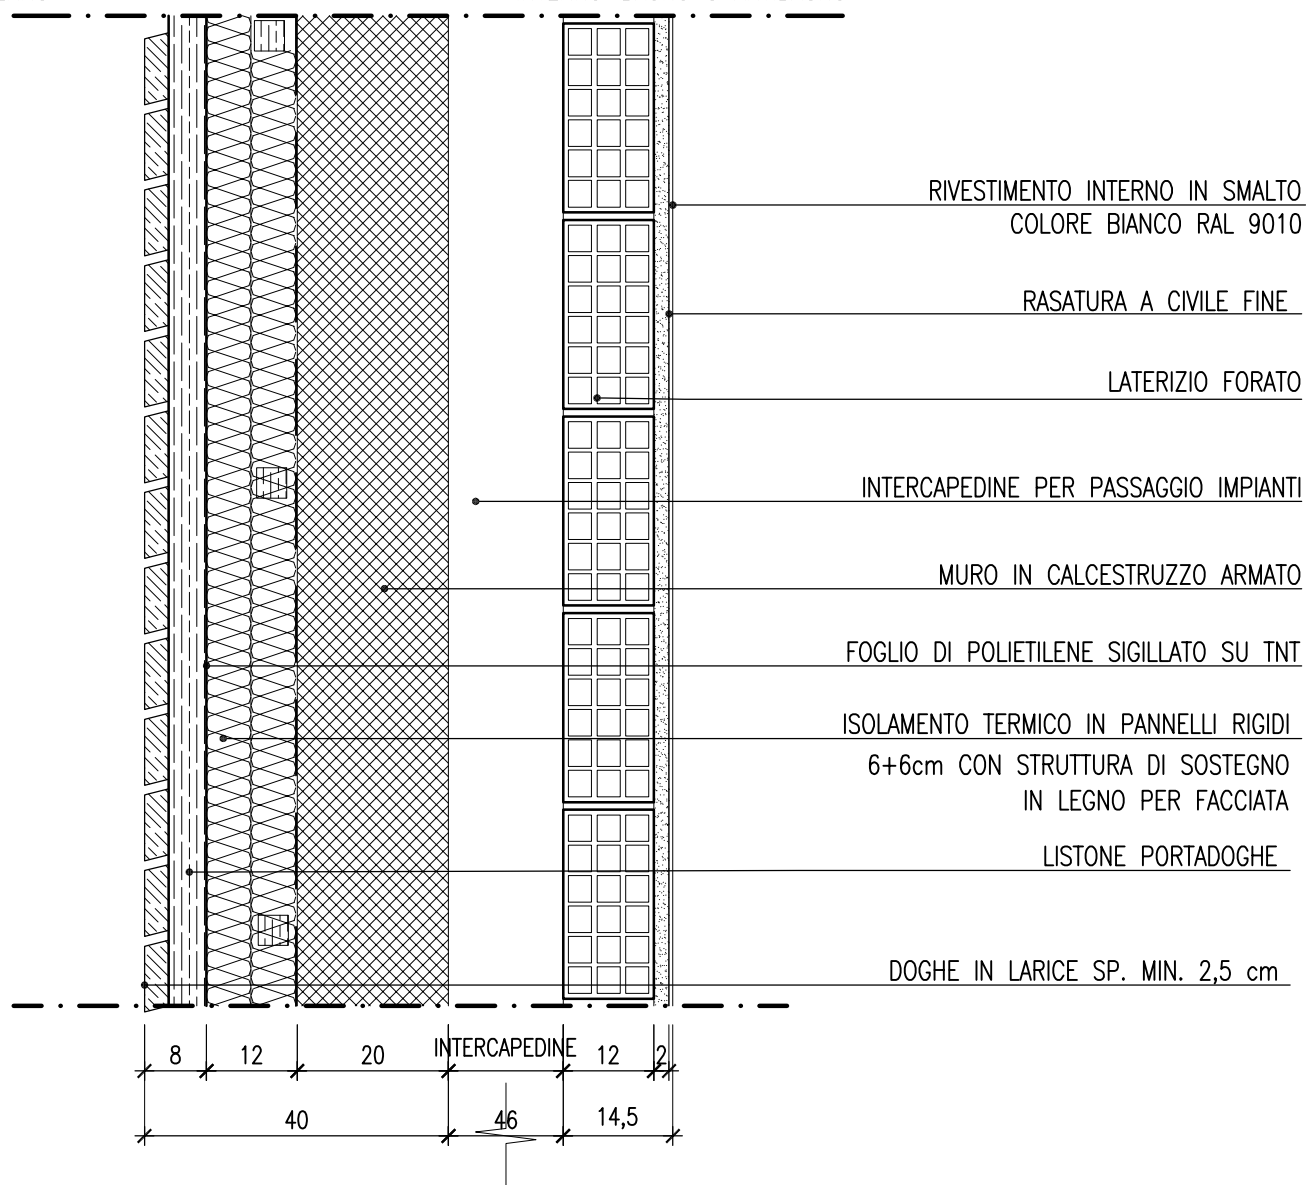 RIVESTIMENTO INTERNO IN SMALTO
COLORE BIANCO RAL 9010
RASATURA A CIVILE FINE
LATERIZIO FORATO
INTERCAPEDINE PER PASSAGGIO IMPIANTI
MURO IN CALCESTRUZZO ARMATO
FOGLIO DI POLIETILENE SIGILLATO SU TNT
ISOLAMENTO TERMICO IN PANNELLI RIGIDI
6+6cm CON STRUTTURA DI SOSTEGNO
IN LEGNO PER FACCIATA
LISTONE PORTADOGHE
DOGHE IN LARICE SP. MIN. 2,5 cm
8 12 20 INTERCAPEDINE 12 2
40 46 14,5